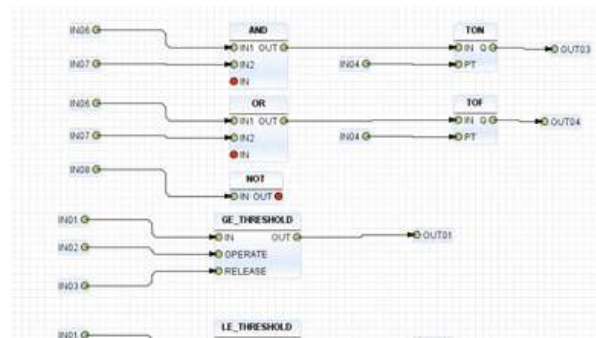 IN06 AND TON
IN1 OUT IN Q OUT03
IN07 IN2 IN04 PT
IN
IN06 OR TOF
IN1 OUT IN Q OUT04
IN07 IN2 IN04 PT
IN
IN08 NOT
IN OUT
IN01 GE_THRESHOLD
IN OUT OUT01
IN02 OPERATE
IN03 RELEASE
IN01 LE_THRESHOLD